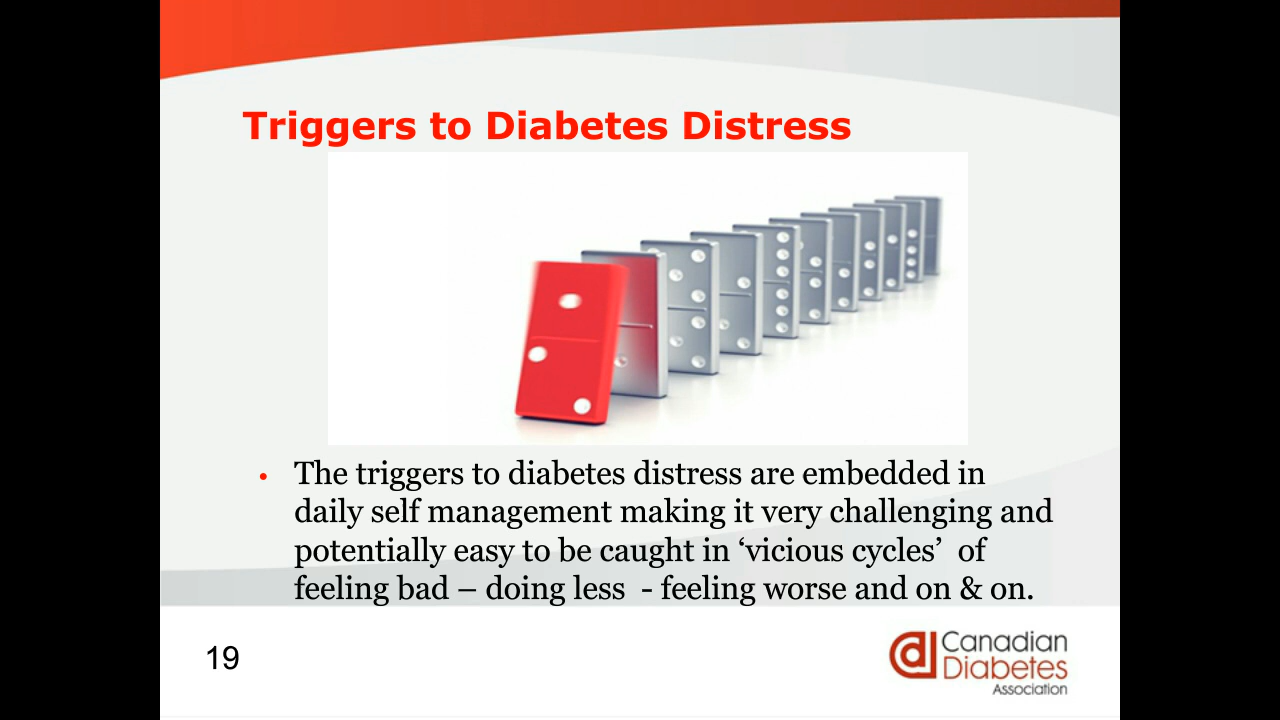 Triggers to Diabetes Distress
• The triggers to diabetes distress are embedded in
daily self management making it very challenging and
potentially easy to be caught in ‘vicious cycles’  of
feeling bad – doing less  - feeling worse and on & on.
19
Canadian
Diabetes
Association